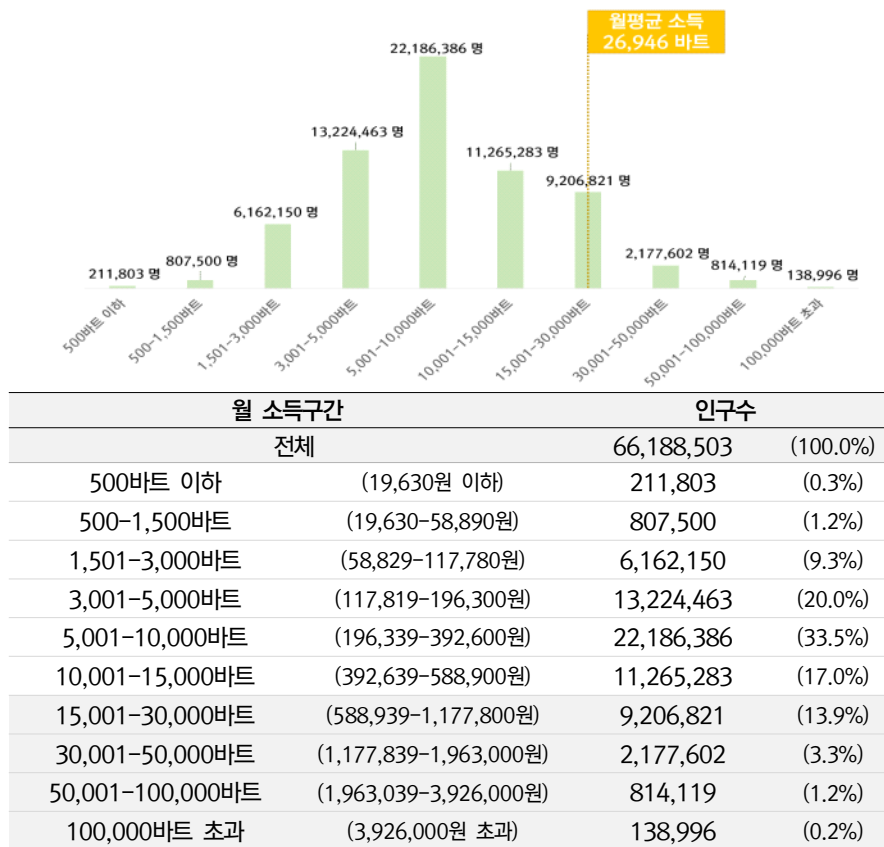 월평균 소득
26,946 바트
22,186,386 명
13,224,463 명
11,265,283 명
9,206,821 명
6,162,150 명
2,177,602 명
814,119 명
807,500 명
211,803 명
138,996 명
500바트 이하
500-1,500바트
1,501-3,000바트
3,001-5,000바트
5,001-10,000바트
10,001-15,000바트
15,001-30,000바트
30,001-50,000바트
50,001-100,000바트
100,000바트 초과
월 소득구간 인구수
전체 66,188,503 (100.0%)
500바트 이하 (19,630원 이하) 211,803 (0.3%)
500-1,500바트 (19,630-58,890원) 807,500 (1.2%)
1,501-3,000바트 (58,829-117,780원) 6,162,150 (9.3%)
3,001-5,000바트 (117,819-196,300원) 13,224,463 (20.0%)
5,001-10,000바트 (196,339-392,600원) 22,186,386 (33.5%)
10,001-15,000바트 (392,639-588,900원) 11,265,283 (17.0%)
15,001-30,000바트 (588,939-1,177,800원) 9,206,821 (13.9%)
30,001-50,000바트 (1,177,839-1,963,000원) 2,177,602 (3.3%)
50,001-100,000바트 (1,963,039-3,926,000원) 814,119 (1.2%)
100,000바트 초과 (3,926,000원 초과) 138,996 (0.2%)